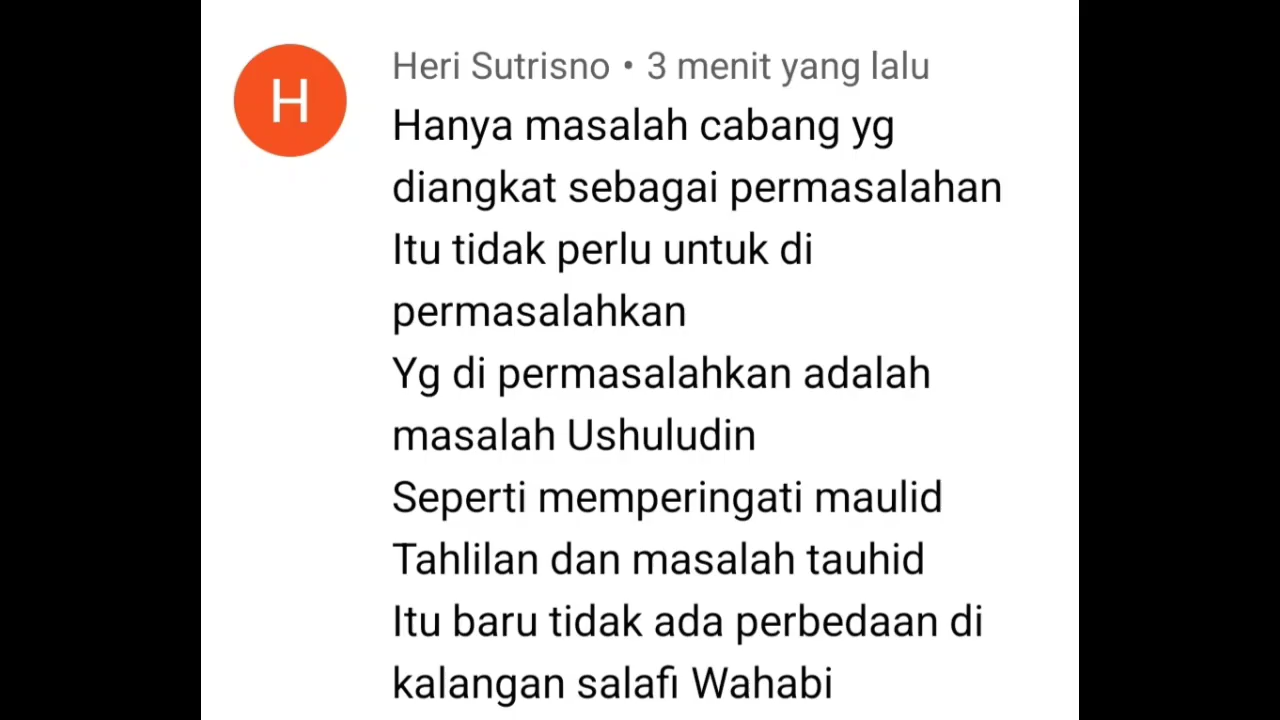 H
Heri Sutrisno • 3 menit yang lalu
Hanya masalah cabang yg
diangkat sebagai permasalahan
Itu tidak perlu untuk di
permasalahkan
Yg di permasalahkan adalah
masalah Ushuludin
Seperti memperingati maulid
Tahlilan dan masalah tauhid
Itu baru tidak ada perbedaan di
kalangan salafi Wahabi